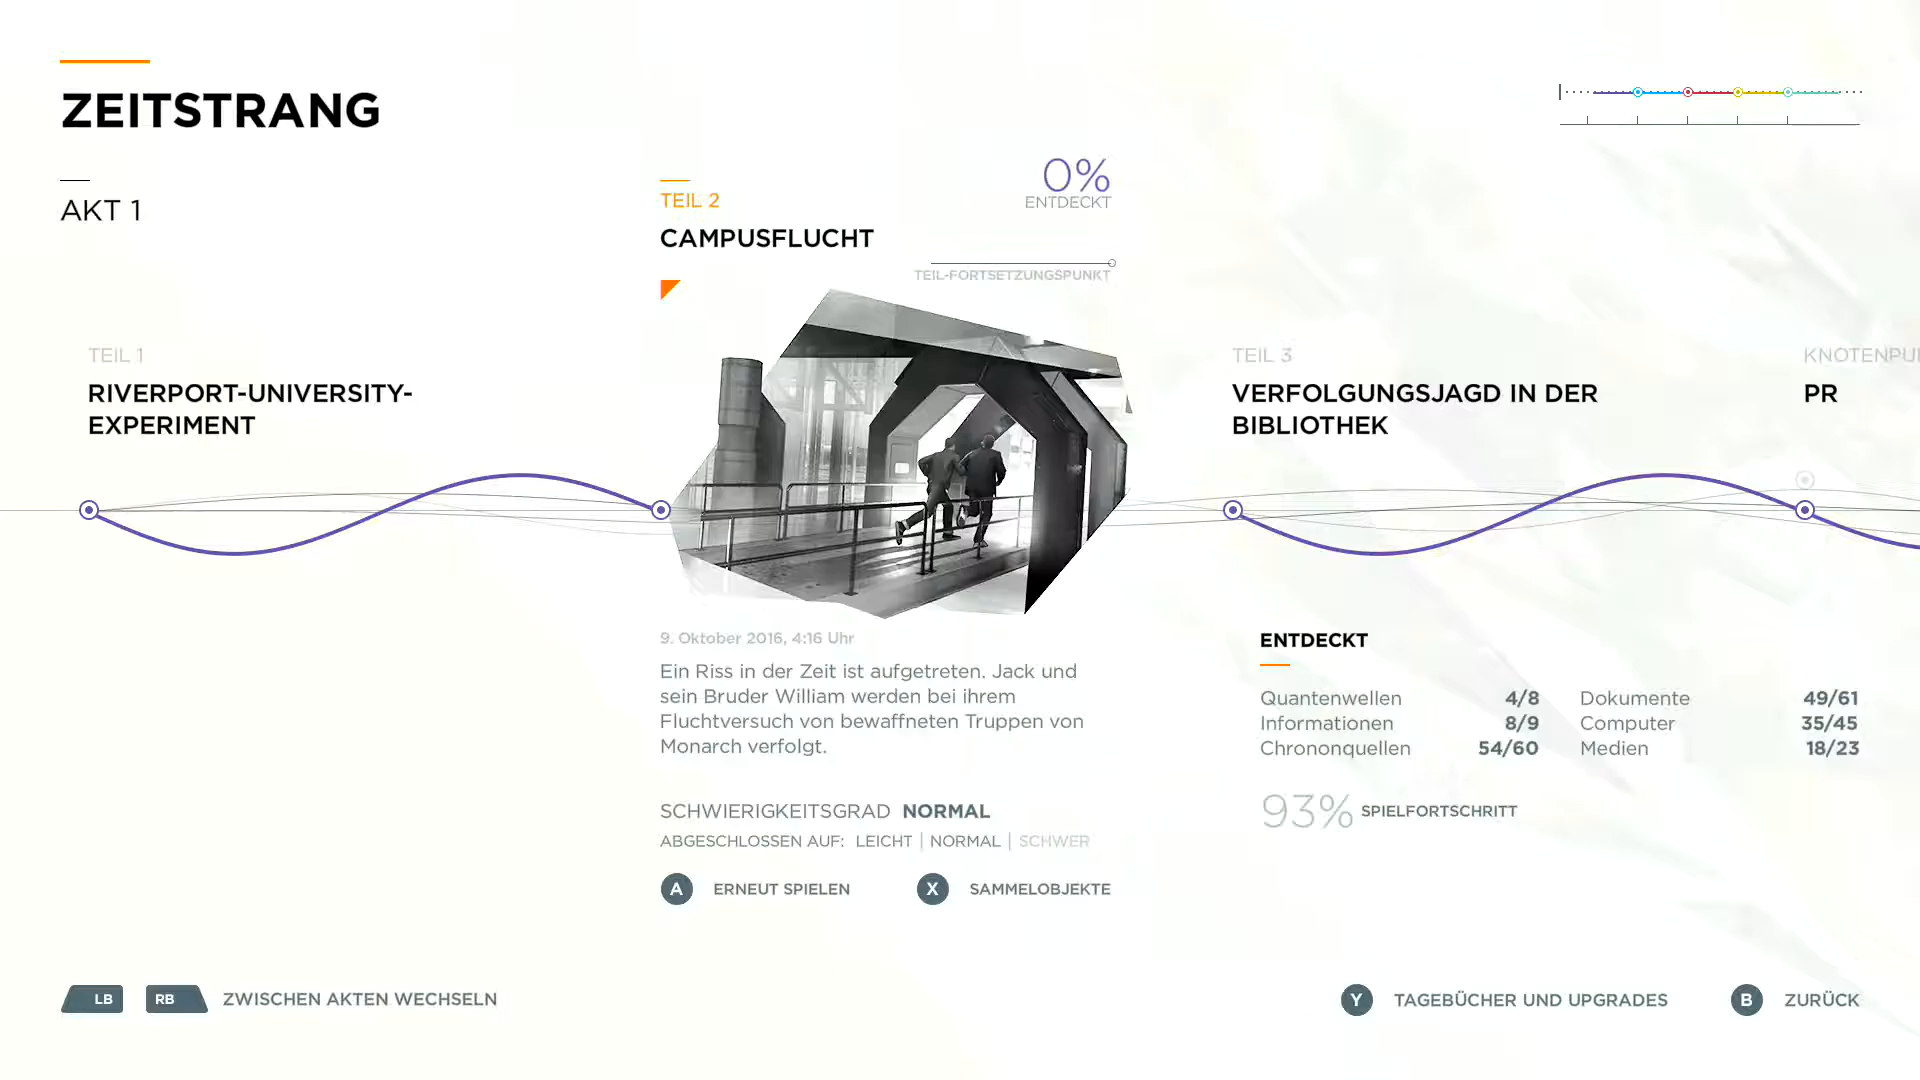 ZEITSTRANG
AKT 1
TEIL 1
RIVERPORT-UNIVERSITY-
EXPERIMENT
TEIL 2
0%
ENTDECKT
CAMPUSFLUCHT
TEIL-FORTSETZUNGSPUNKT
9. Oktober 2016, 4:16 Uhr
Ein Riss in der Zeit ist aufgetreten. Jack und
sein Bruder William werden bei ihrem
Fluchtversuch von bewaffneten Truppen von
Monarch verfolgt.
SCHWIERIGKEITSGRAD NORMAL
ABGESCHLOSSEN AUF: LEICHT | NORMAL | SCHWER
A ERNEUT SPIELEN X SAMMELOBJEKTE
TEIL 3
VERFOLGUNGSJAGD IN DER
BIBLIOTHEK
KNOTENPU
PR
ENTDECKT
Quantenwellen 4/8 Dokumente 49/61
Informationen 8/9 Computer 35/45
Chrononquellen 54/60 Medien 18/23
93% SPIELFORTSCHRITT
LB RB ZWISCHEN AKTEN WECHSELN
Y TAGEBÜCHER UND UPGRADES B ZURÜCK